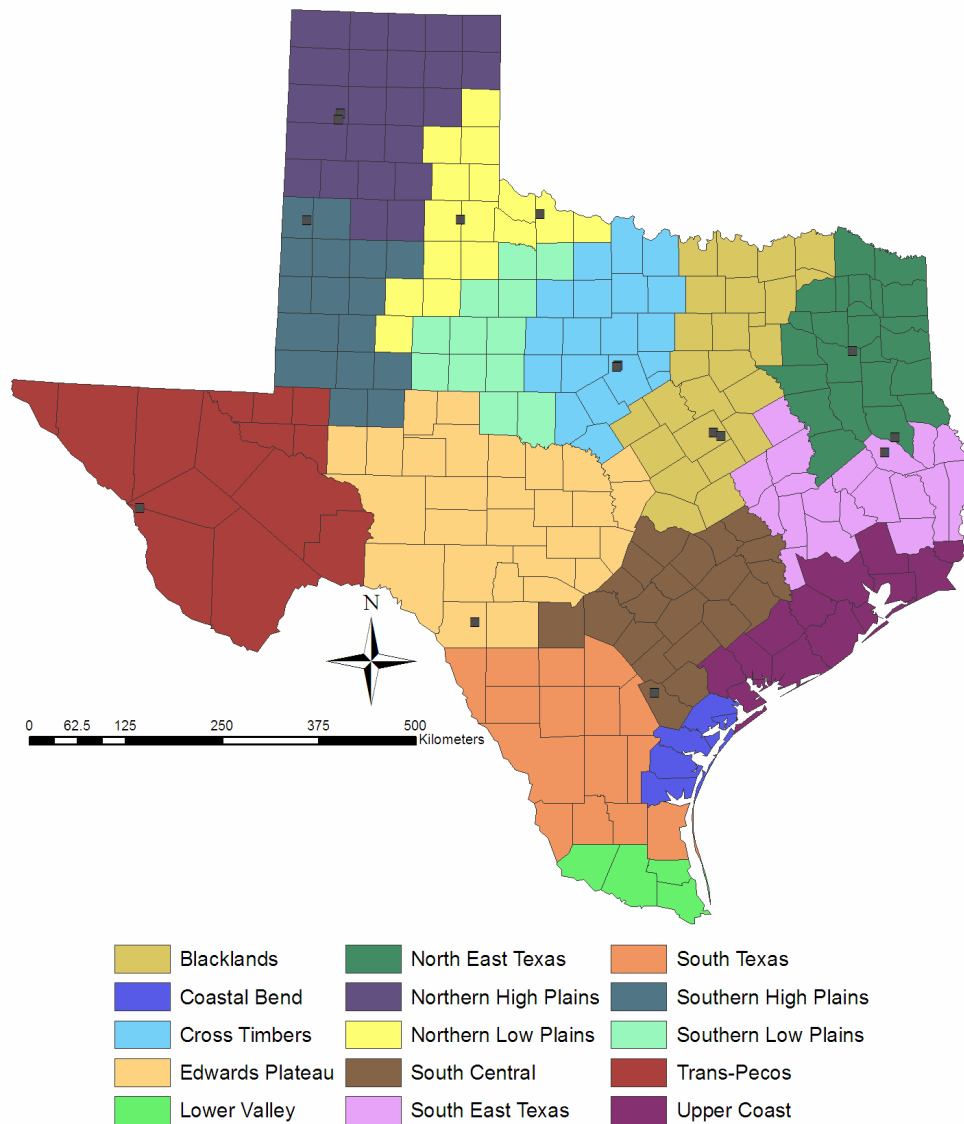 N
0 62.5 125 250 375 500
Kilometers
Blacklands North East Texas South Texas
Coastal Bend Northern High Plains Southern High Plains
Cross Timbers Northern Low Plains Southern Low Plains
Edwards Plateau South Central Trans-Pecos
Lower Valley South East Texas Upper Coast